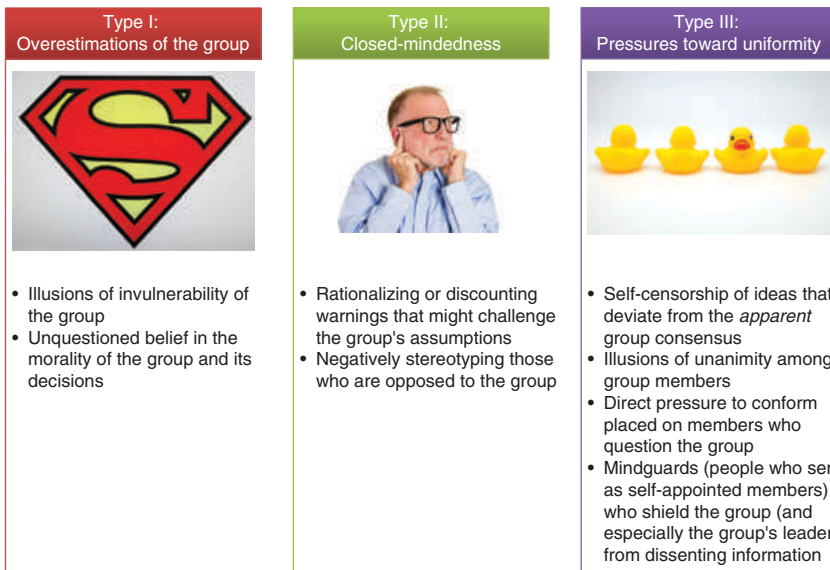 Type I:
Overestimations of the group
Type II:
Closed-mindedness
Type III:
Pressures toward uniformity
• Illusions of invulnerability of
the group
• Unquestioned belief in the
morality of the group and its
decisions
• Rationalizing or discounting
warnings that might challenge
the group's assumptions
• Negatively stereotyping those
who are opposed to the group
• Self-censorship of ideas that
deviate from the apparent
group consensus
• Illusions of unanimity among
group members
• Direct pressure to conform
placed on members who
question the group
• Mindguards (people who
as self-appointed members)
who shield the group (and
especially the group's leader
from dissenting information